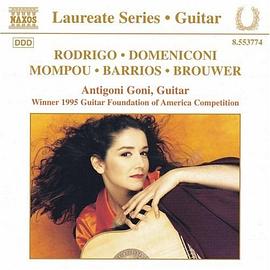 NAXOS
Laureate Series • Guitar
DDD
8.553774
RODRIGO • DOMENICONI
MOMPOU • BARRIOS • BROUWER
Antigoni Goni, Guitar
Winner 1995 Guitar Foundation of America Competition